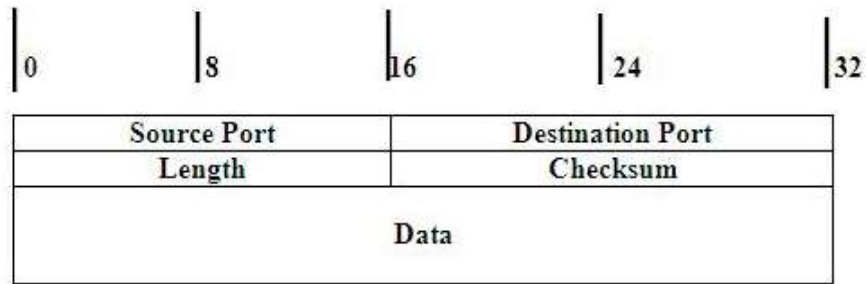 0 8 16 24 32
Source Port Destination Port
Length Checksum
Data